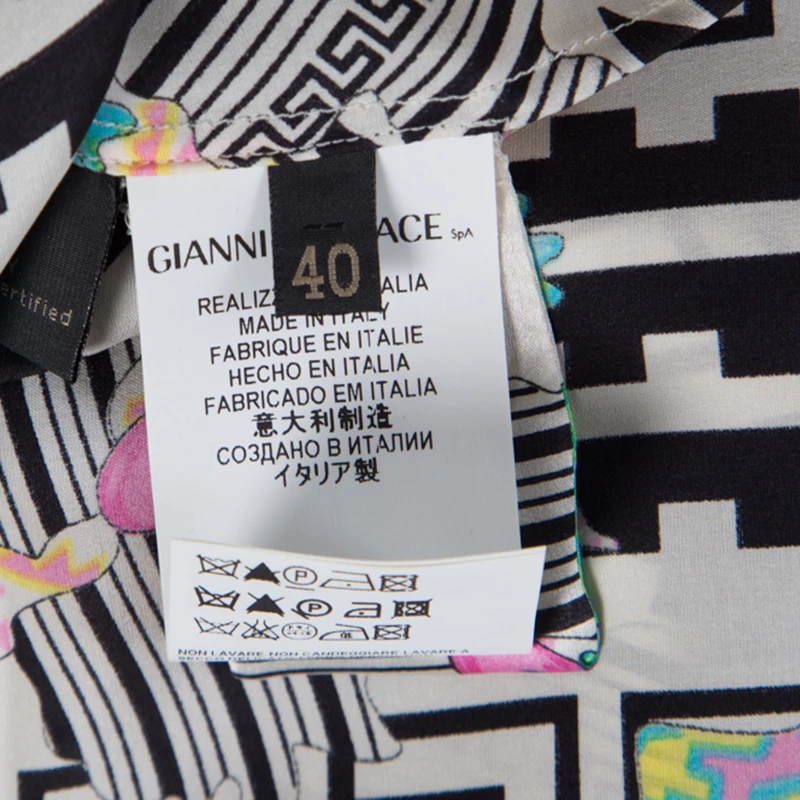 GIANNI ACE SpA
40
REALIZZ ALIA
MADE IN ITALY
FABRIQUE EN ITALIE
HECHO EN ITALIA
FABRICADO EM ITALIA
意大利制造
СОЗДАНО В ИТАЛИИ
イタリア製
ertified
NON LAVARE NON CANDEGGIARE LAVARE A